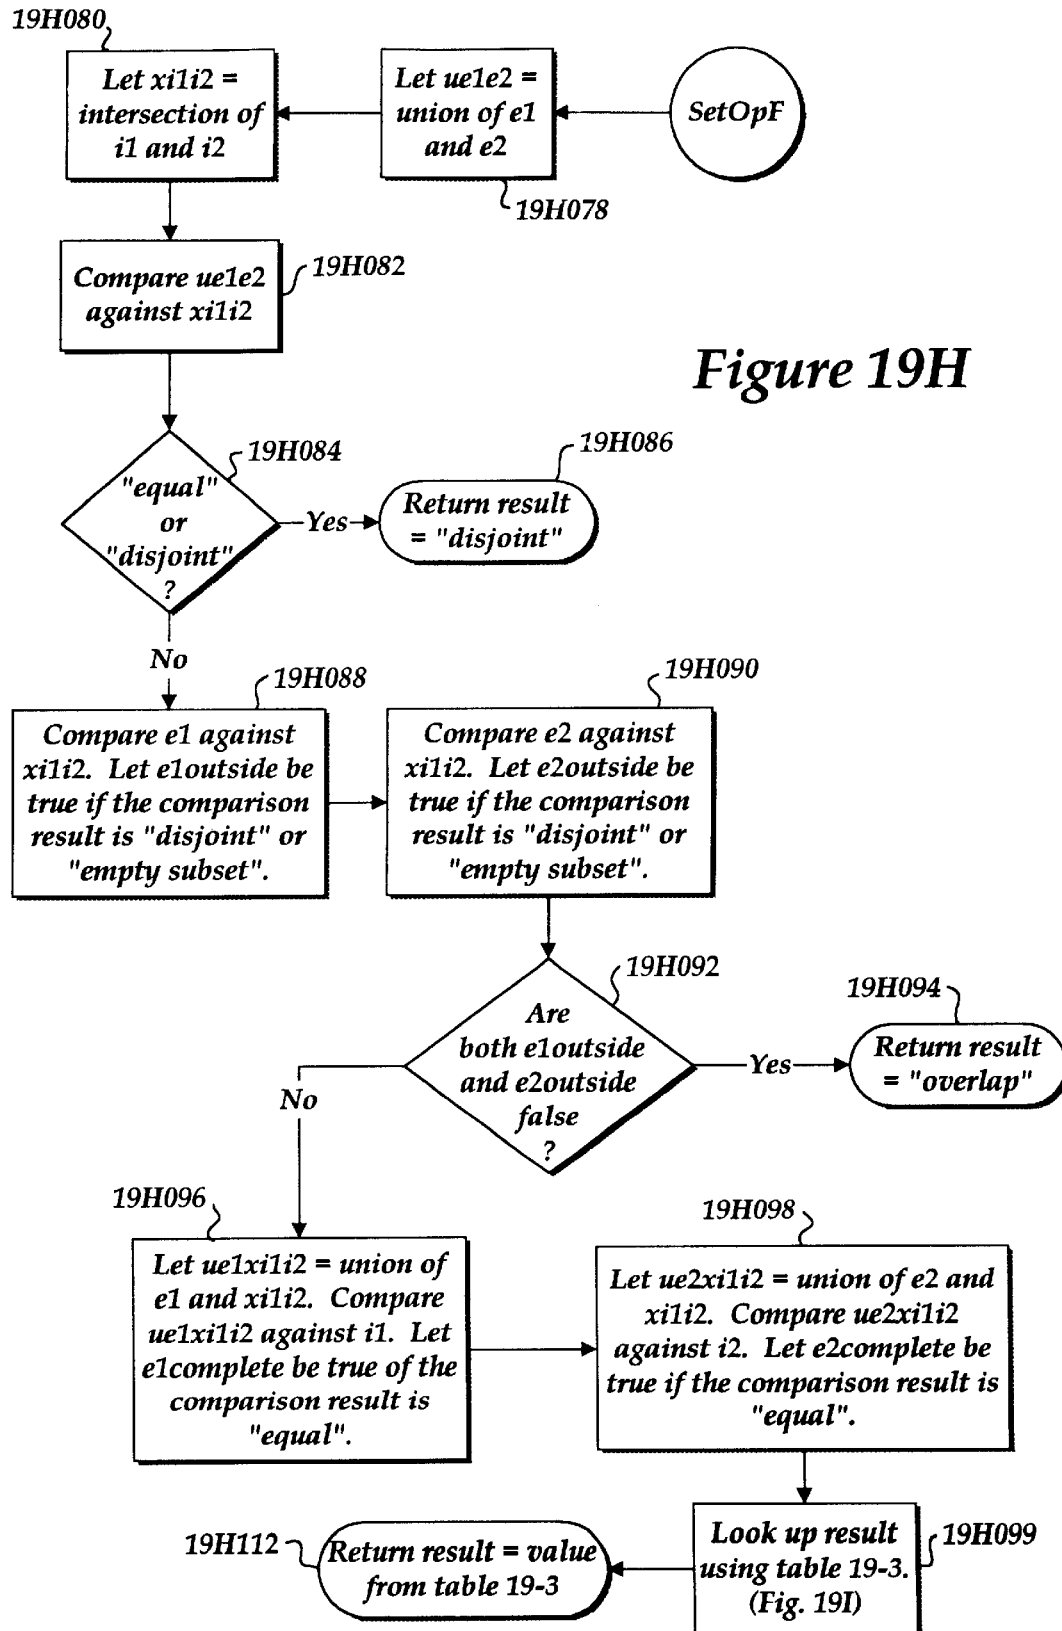 19H080
Let xi1i2 =
intersection of
i1 and i2
Let ue1e2 =
union of e1
and e2
SetOpF
19H078
Compare ue1e2
against xi1i2
19H082
Figure 19H
19H084
"equal"
or
"disjoint"
?
Yes
19H086
Return result
= "disjoint"
No
19H088
Compare e1 against
xi1i2. Let e1outside be
true if the comparison
result is "disjoint" or
"empty subset".
19H090
Compare e2 against
xi1i2. Let e2outside be
true if the comparison
result is "disjoint" or
"empty subset".
19H092
Are
both e1outside
and e2outside
false
?
Yes
19H094
Return result
= "overlap"
No
19H096
Let ue1xi1i2 = union of
e1 and xi1i2. Compare
ue1xi1i2 against i1. Let
e1complete be true of the
comparison result is
"equal".
19H098
Let ue2xi1i2 = union of e2 and
xi1i2. Compare ue2xi1i2
against i2. Let e2complete be
true if the comparison result is
"equal".
Look up result
using table 19-3.
(Fig. 19I)
19H099
19H112
Return result = value
from table 19-3